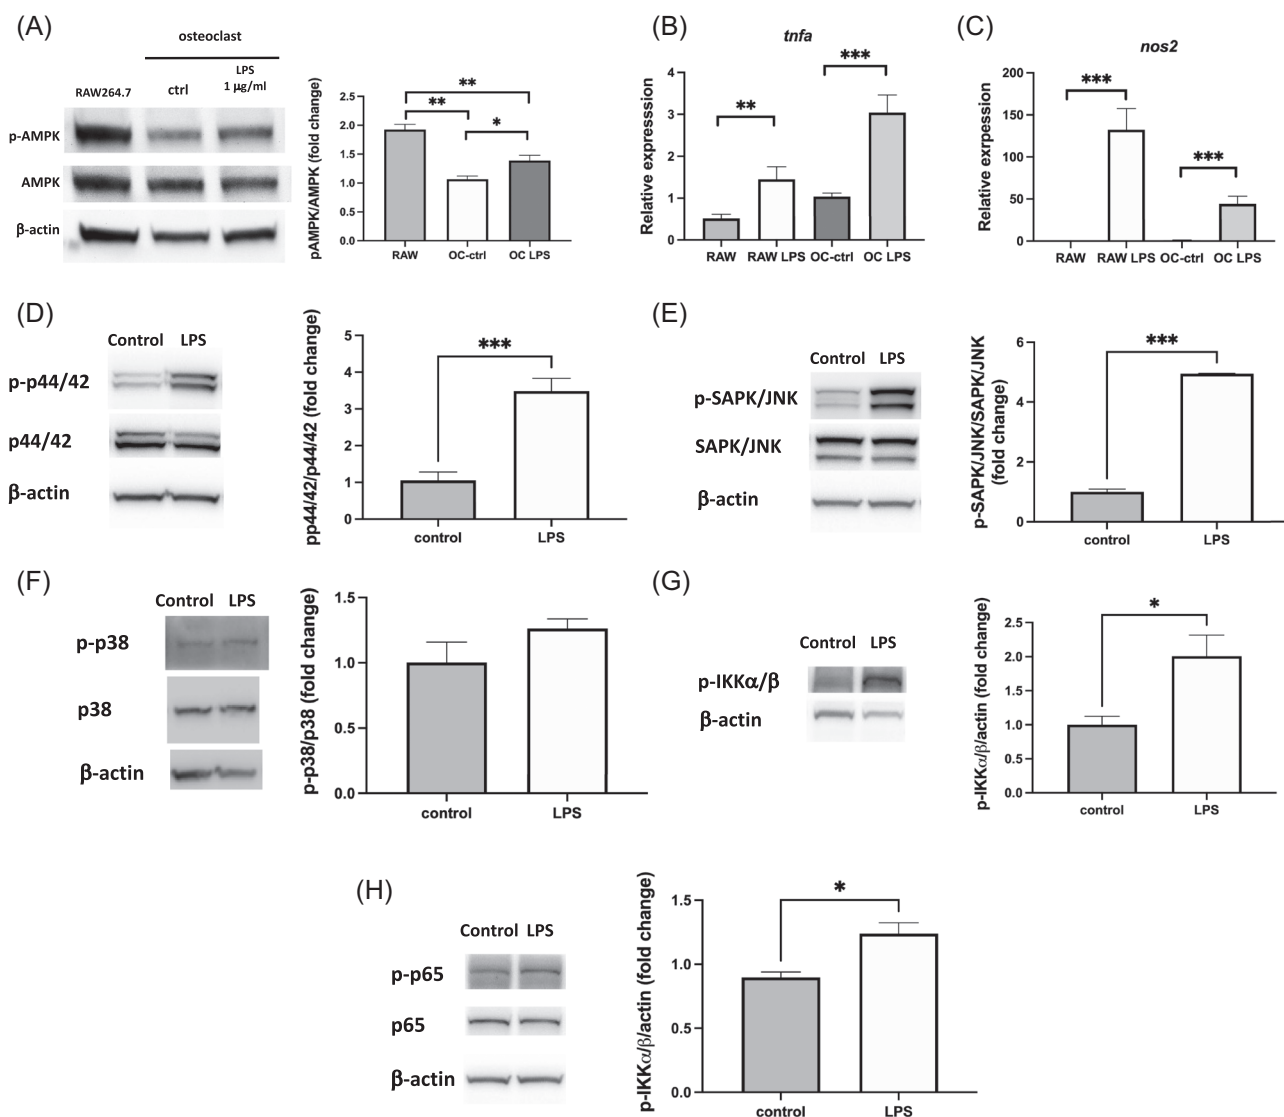 (A)
osteoclast
RAW264.7
ctrl
LPS
1 µg/ml
p-AMPK
AMPK
β-actin
pAMPK/AMPK (fold change)
2.5
2.0
1.5
1.0
0.5
0.0
**
**
*
RAW
OC-ctrl
OC LPS
(B)
tnfa
Relative expresssion
4
3
2
1
0
**
***
RAW
RAW LPS
OC-ctrl
OC LPS
(C)
nos2
Relative exrpession
200
150
100
50
0
***
***
RAW
RAW LPS
OC-ctrl
OC LPS
(D)
Control LPS
p-p44/42
p44/42
β-actin
pp44/42/p44/42 (fold change)
5
4
3
2
1
0
***
control
LPS
(E)
Control LPS
p-SAPK/JNK
SAPK/JNK
β-actin
p-SAPK/JNK/SAPK/JNK
(fold change)
6
4
2
0
***
control
LPS
(F)
Control LPS
p-p38
p38
β-actin
p-p38/p38 (fold change)
1.5
1.0
0.5
0.0
control
LPS
(G)
Control LPS
p-IKKα/β
β-actin
p-IKKα/β/actin (fold change)
2.5
2.0
1.5
1.0
0.5
0.0
*
control
LPS
(H)
Control LPS
p-p65
p65
β-actin
p-IKKα/β/actin (fold change)
1.5
1.0
0.5
0.0
*
control
LPS